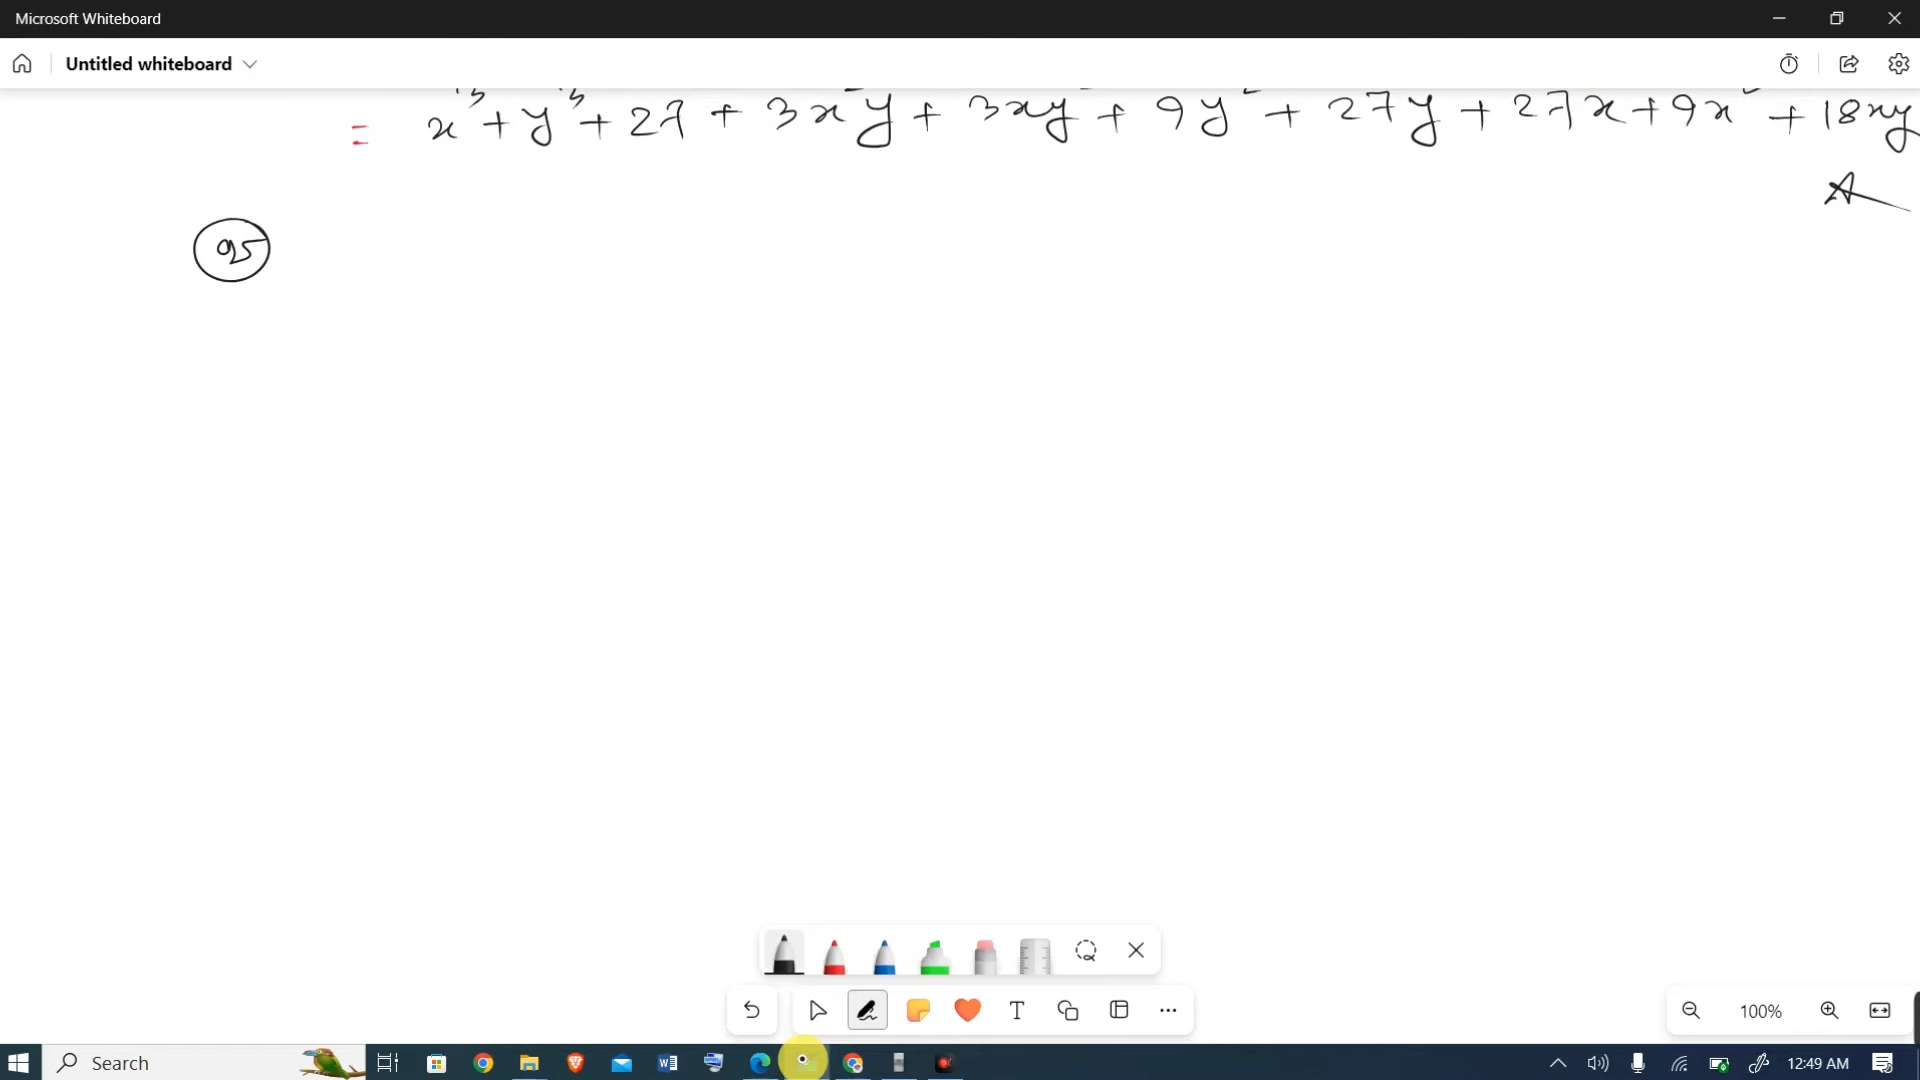 Microsoft Whiteboard
Untitled whiteboard
= x³ + y³ + 27 + 3x²y + 3xy² + 9y² + 27y + 27x + 9x² + 18xy
A
95
100%
Search
12:49 AM